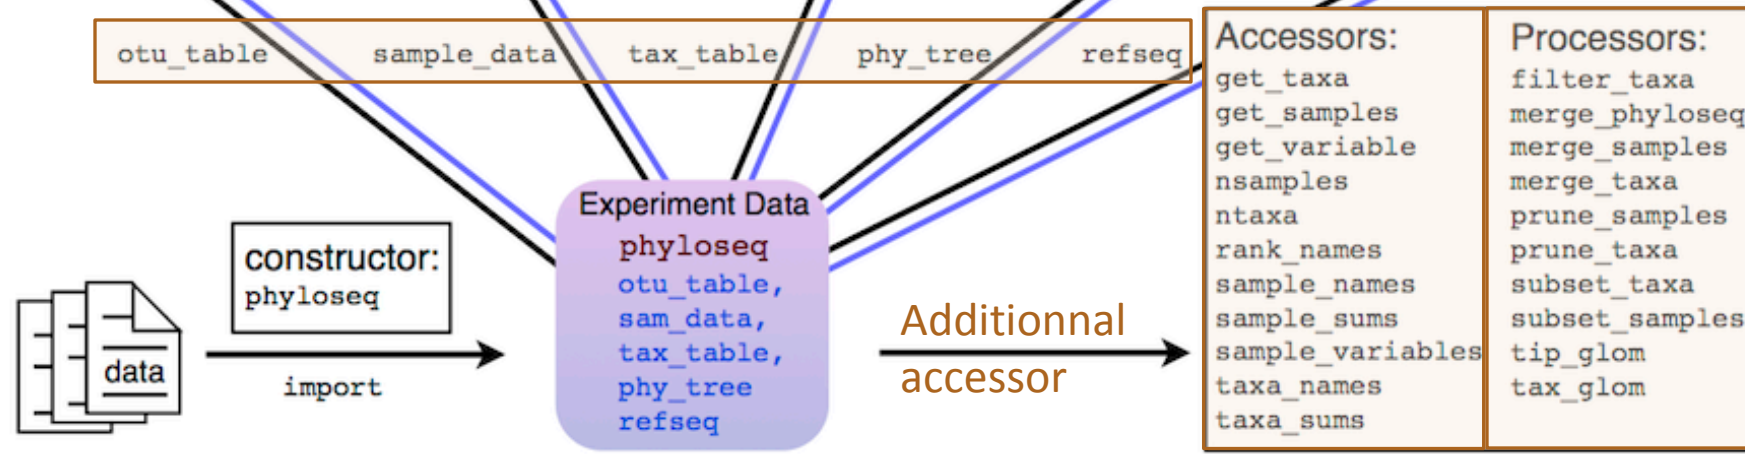 otu_table sample_data tax_table phy_tree refseq
data
constructor:
phyloseq
import
Experiment Data
phyloseq
otu_table,
sam_data,
tax_table,
phy_tree
refseq
Additionnal
accessor
Accessors:
get_taxa
get_samples
get_variable
nsamples
ntaxa
rank_names
sample_names
sample_sums
sample_variables
taxa_names
taxa_sums
Processors:
filter_taxa
merge_phyloseq
merge_samples
merge_taxa
prune_samples
prune_taxa
subset_taxa
subset_samples
tip_glom
tax_glom